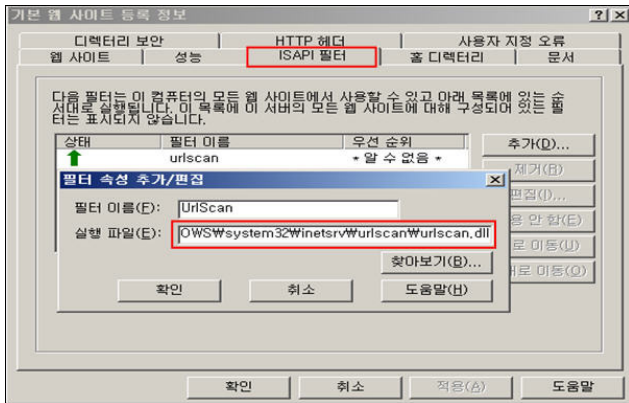 기본 웹 사이트 등록 정보
디렉터리 보안 HTTP 헤더 사용자 지정 오류
웹 사이트 성능 ISAPI 필터 홈 디렉터리 문서
다음 필터는 이 컴퓨터의 모든 웹 사이트에서 사용할 수 있고 아래 목록에 있는 순
서대로 실행됩니다. 이 목록에 이 서버의 모든 웹 사이트에 대해 구성되어 있는 필
터는 표시되지 않습니다.
상태 필터 이름 우선 순위 추가(D)...
urlscan * 알 수 없음 *
제거(R)
필터 속성 추가/편집
편집(I)...
필터 이름(F): UrlScan
용 안 함(E)
실행 파일(E): OWS₩system32₩inetsrv₩urlscan₩urlscan.dll
로 이동(U)
찾아보기(B)...
로 이동(O)
확인 취소 도움말(H)
확인 취소 적용(A) 도움말